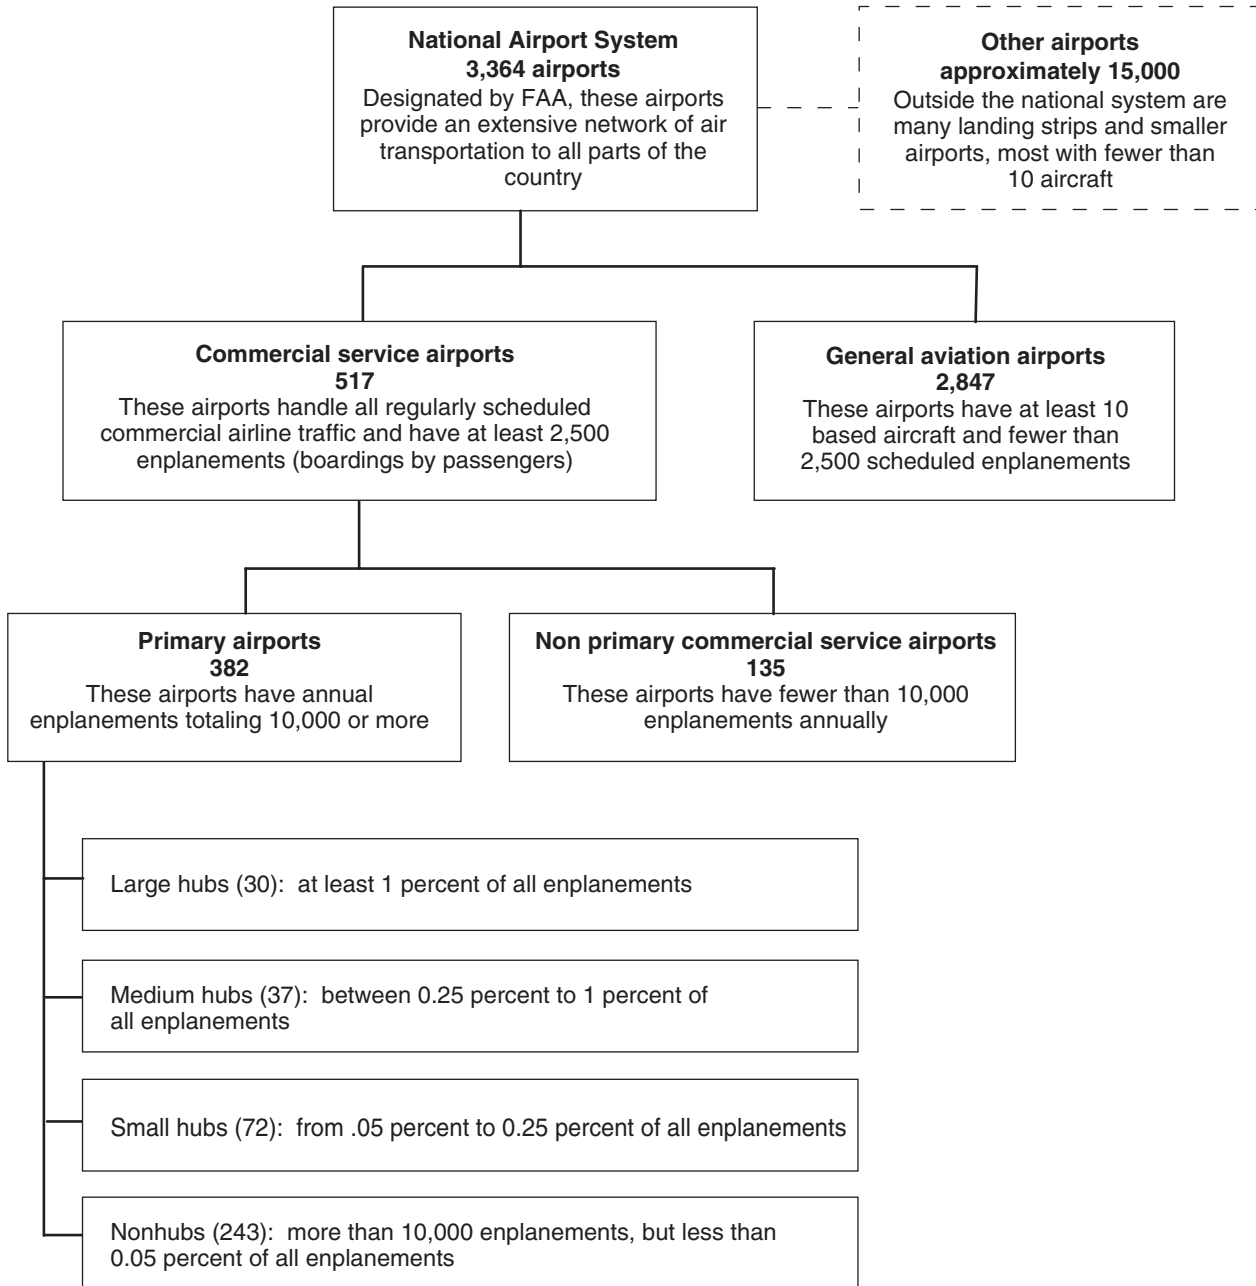 National Airport System
3,364 airports
Designated by FAA, these airports
provide an extensive network of air
transportation to all parts of the
country
Other airports
approximately 15,000
Outside the national system are
many landing strips and smaller
airports, most with fewer than
10 aircraft
Commercial service airports
517
These airports handle all regularly scheduled
commercial airline traffic and have at least 2,500
enplanements (boardings by passengers)
General aviation airports
2,847
These airports have at least 10
based aircraft and fewer than
2,500 scheduled enplanements
Primary airports
382
These airports have annual
enplanements totaling 10,000 or more
Non primary commercial service airports
135
These airports have fewer than 10,000
enplanements annually
Large hubs (30): at least 1 percent of all enplanements
Medium hubs (37): between 0.25 percent to 1 percent of
all enplanements
Small hubs (72): from .05 percent to 0.25 percent of all enplanements
Nonhubs (243): more than 10,000 enplanements, but less than
0.05 percent of all enplanements